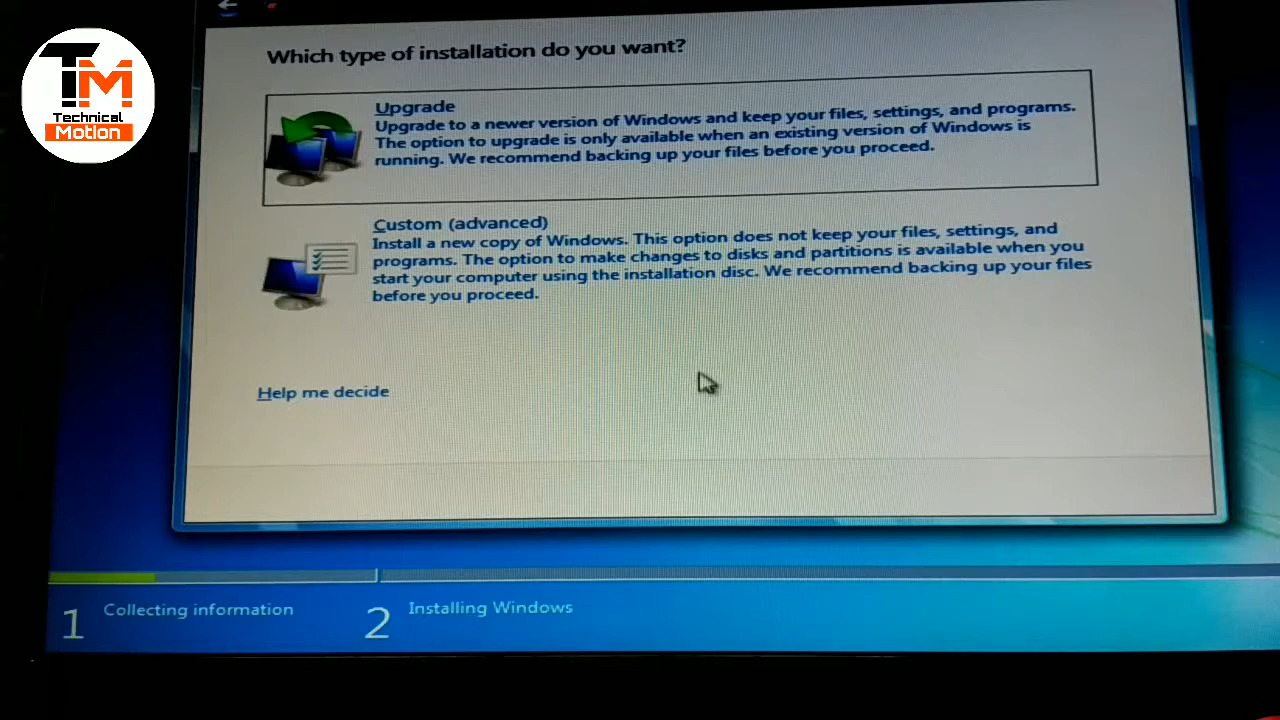 TM
Technical
Motion
Which type of installation do you want?
Upgrade
Upgrade to a newer version of Windows and keep your files, settings, and programs.
The option to upgrade is only available when an existing version of Windows is
running. We recommend backing up your files before you proceed.
Custom (advanced)
Install a new copy of Windows. This option does not keep your files, settings, and
programs. The option to make changes to disks and partitions is available when you
start your computer using the installation disc. We recommend backing up your files
before you proceed.
Help me decide
1 Collecting information
2 Installing Windows